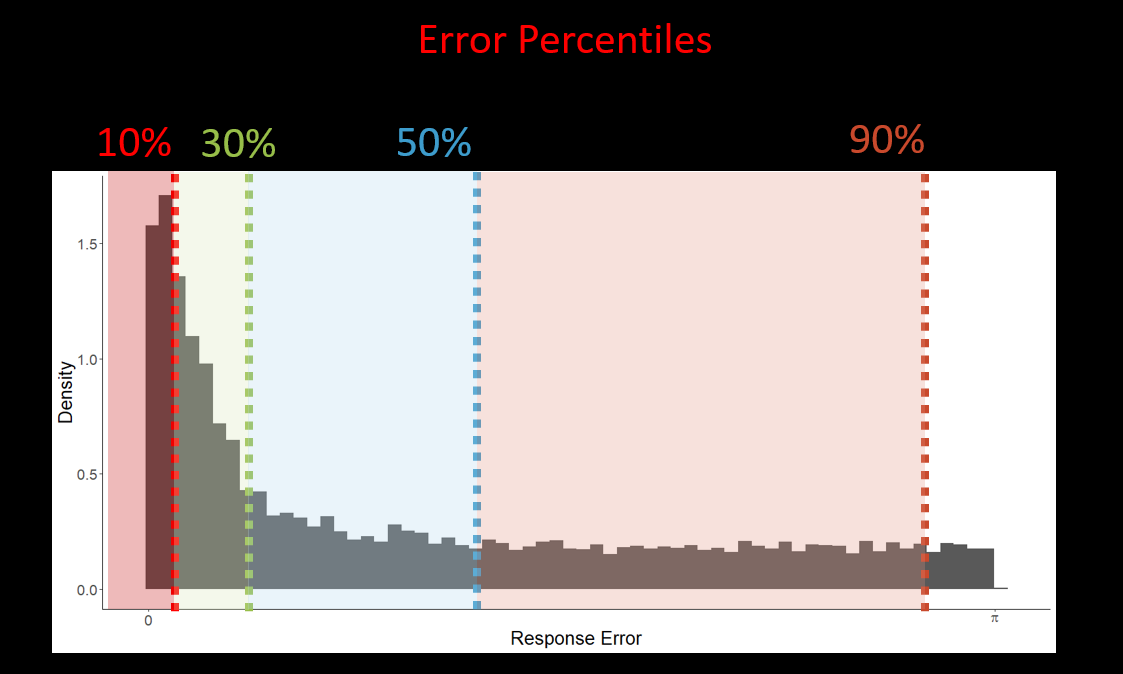 Error Percentiles
10% 30% 50% 90%
1.5
1.0
0.5
0.0
Density
0 π
Response Error